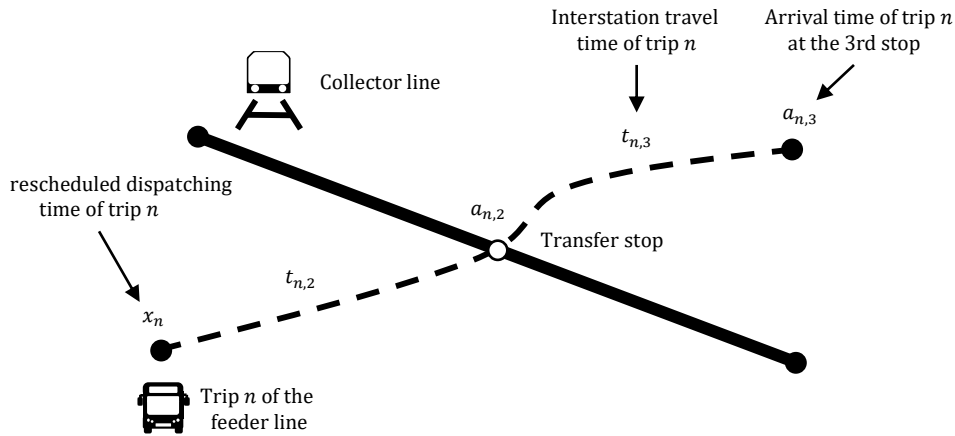 Interstation travel
time of trip n
Arrival time of trip n
at the 3rd stop
Collector line
a_{n,3}
t_{n,3}
rescheduled dispatching
time of trip n
a_{n,2}
Transfer stop
t_{n,2}
x_n
Trip n of the
feeder line